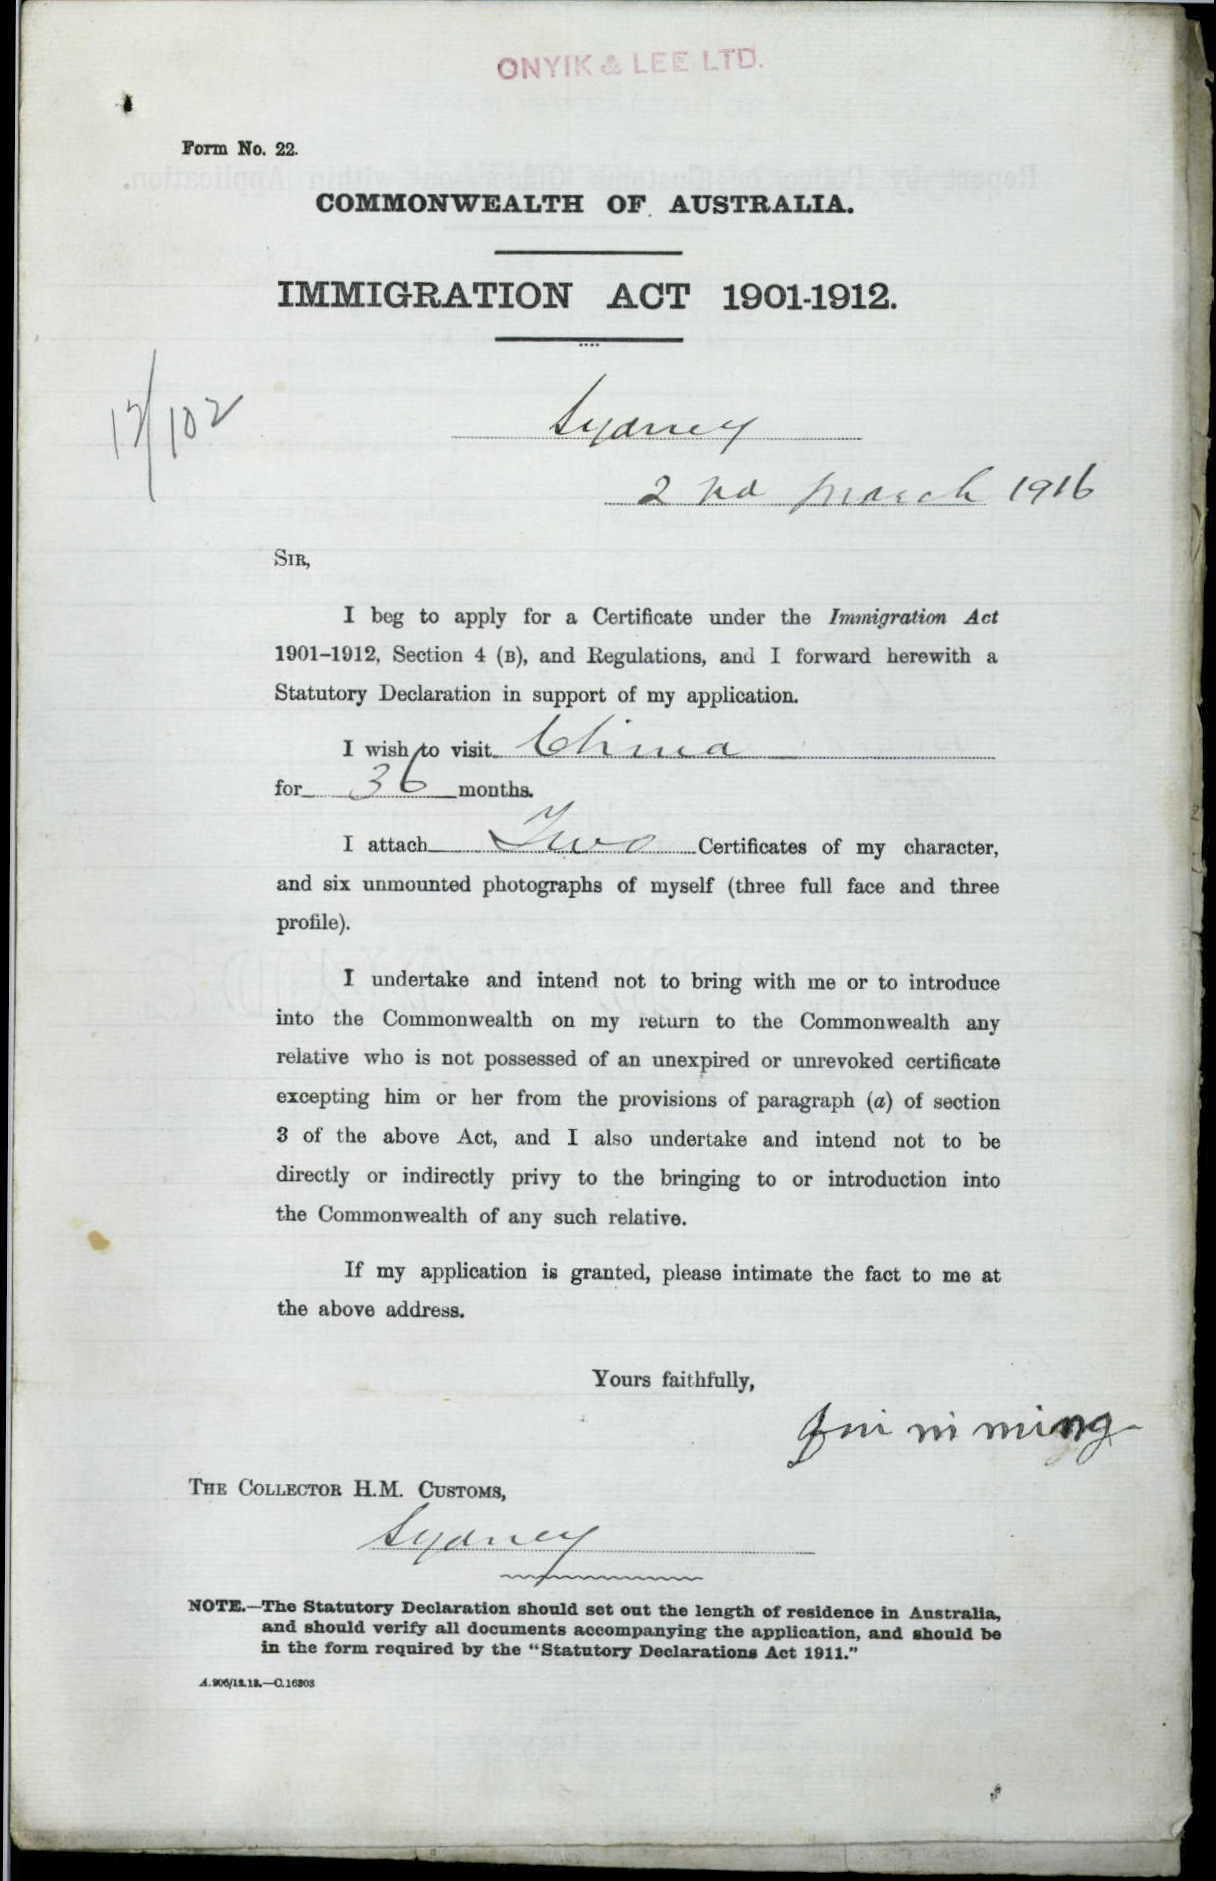 ONYIK & LEE LTD.
Form No. 22.
COMMONWEALTH OF AUSTRALIA.
IMMIGRATION ACT 1901-1912.
Sydney
2nd March 1916
SIR,
I beg to apply for a Certificate under the Immigration Act
1901–1912, Section 4 (B), and Regulations, and I forward herewith a
Statutory Declaration in support of my application.
I wish to visit China
for 36 months.
I attach Two Certificates of my character,
and six unmounted photographs of myself (three full face and three
profile).
I undertake and intend not to bring with me or to introduce
into the Commonwealth on my return to the Commonwealth any
relative who is not possessed of an unexpired or unrevoked certificate
excepting him or her from the provisions of paragraph (a) of section
3 of the above Act, and I also undertake and intend not to be
directly or indirectly privy to the bringing to or introduction into
the Commonwealth of any such relative.
If my application is granted, please intimate the fact to me at
the above address.
Yours faithfully,
THE COLLECTOR H.M. CUSTOMS,
Sydney
NOTE.—The Statutory Declaration should set out the length of residence in Australia,
and should verify all documents accompanying the application, and should be
in the form required by the "Statutory Declarations Act 1911."